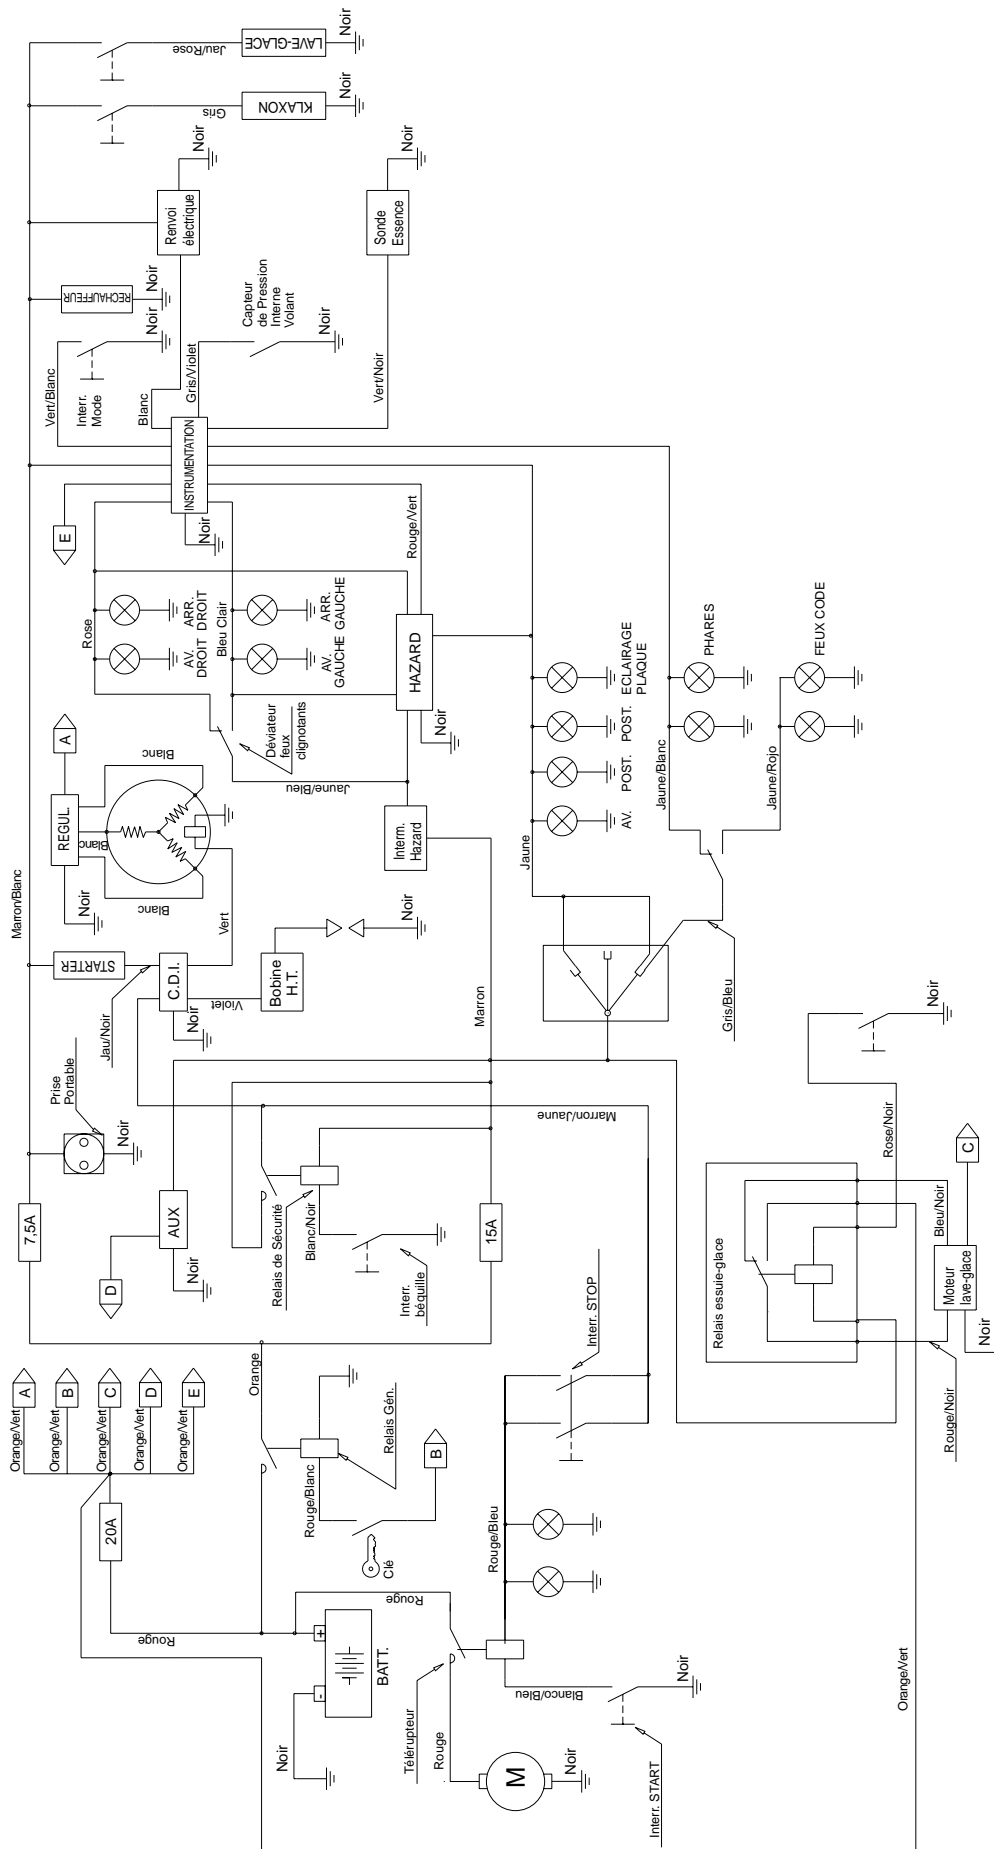 Noir
LAVE-GLACE
Jau/Rose
Noir
KLAXON
Gris
Noir
Renvoi
électrique
Noir
Sonde
Essence
Noir
RECHAUFFEUR
Noir
Interr.
Mode
Vert/Blanc
Blanc
Gris/Violet
Capteur
de Pression
Interne
Volant
Noir
Vert/Noir
INSTRUMENTATION
Noir
E
Rouge/Vert
Rose
AV.
DROIT
ARR.
DROIT
Bleu Clair
AV.
GAUCHE
ARR.
GAUCHE
HAZARD
Noir
Déviateur
feux
clignotants
Jaune/Bleu
Interm.
Hazard
A
REGUL.
Blanc
Blanc
Blanc
Noir
Vert
Marron/Blanc
STARTER
Jau/Noir
C.D.I.
Noir
Violet
Bobine
H.T.
Noir
Marron
Jaune
AV.
POST.
POST.
ECLAIRAGE
PLAQUE
Jaune/Blanc
PHARES
Jaune/Rojo
FEUX CODE
Gris/Bleu
Prise
Portable
Noir
7,5A
AUX
Noir
D
Relais de Sécurité
Blanc/Noir
Interr.
béquille
15A
Marron/Jaune
Interr. STOP
Relais essuie-glace
Rose/Noir
Noir
Bleu/Noir
C
Moteur
lave-glace
Noir
Rouge/Noir
Orange/Vert
A
Orange/Vert
B
Orange/Vert
C
Orange/Vert
D
Orange/Vert
E
20A
Orange
Relais Gén.
Rouge/Blanc
Clé
B
Rouge
Rouge
BATT.
+
-
Noir
Rouge/Bleu
Télérupteur
Rouge
M
Noir
Blanco/Bleu
Noir
Interr. START
Orange/Vert